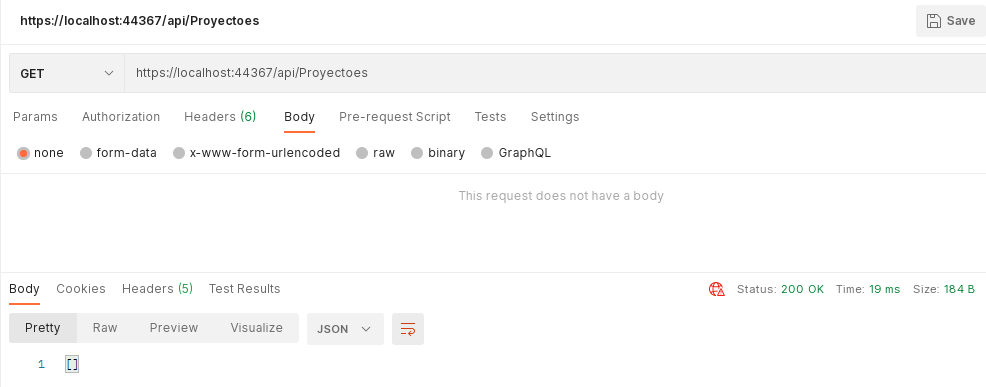 https://localhost:44367/api/Proyectoes Save
GET https://localhost:44367/api/Proyectoes
Params Authorization Headers (6) Body Pre-request Script Tests Settings
none form-data x-www-form-urlencoded raw binary GraphQL
This request does not have a body
Body Cookies Headers (5) Test Results Status: 200 OK Time: 19 ms Size: 184 B
Pretty Raw Preview Visualize JSON
1 []